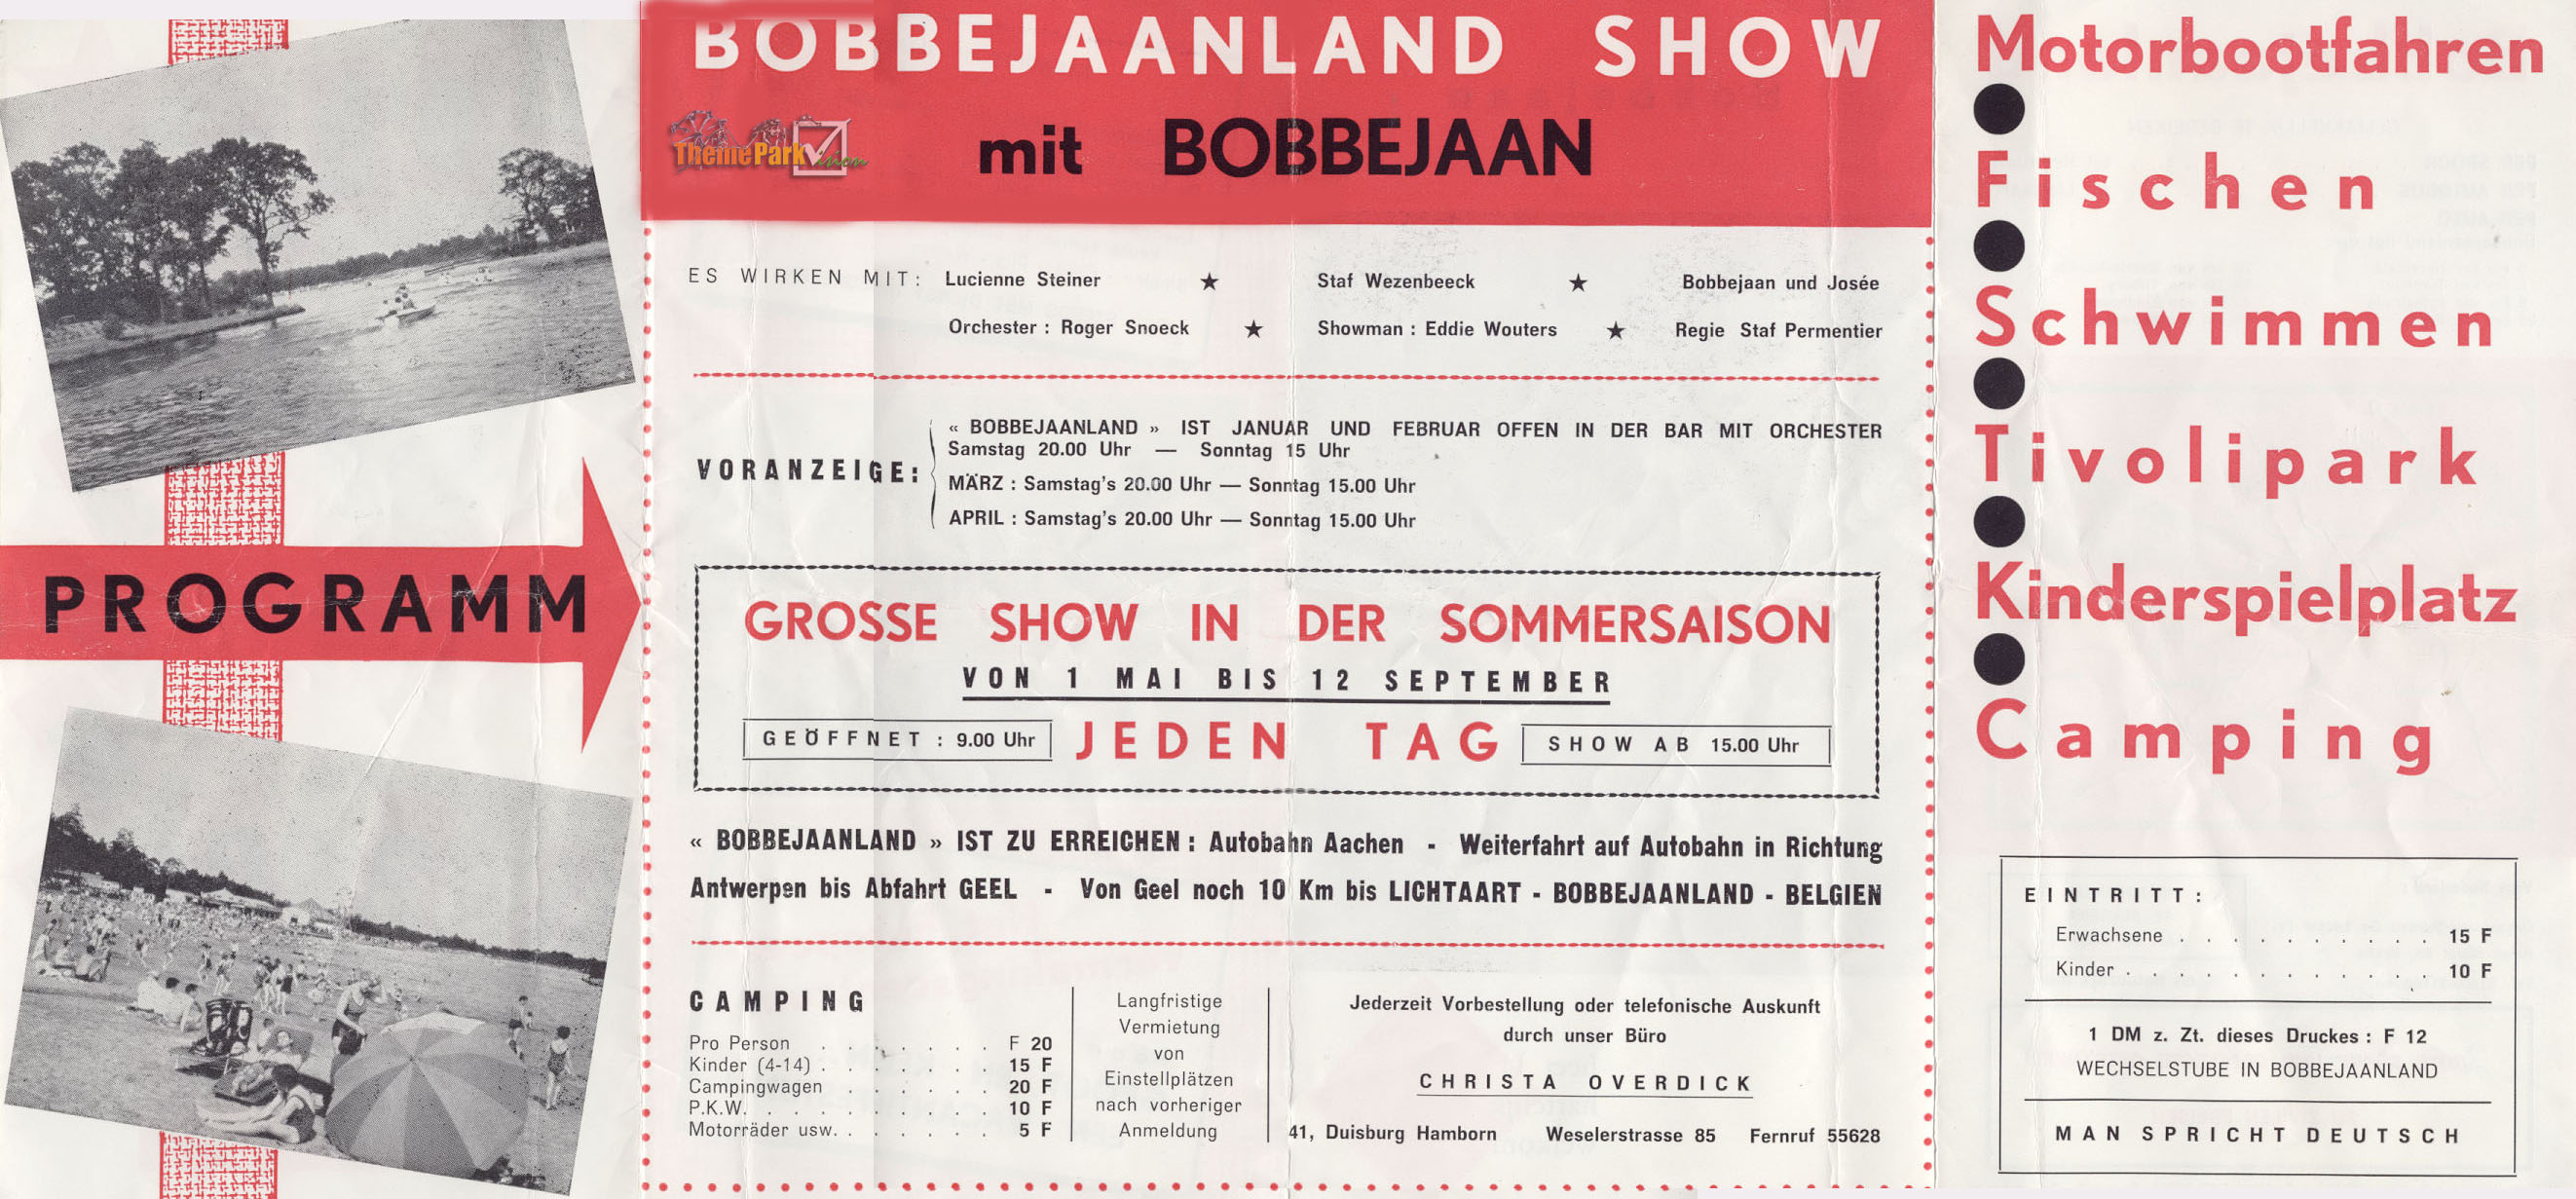 BOBBEJAANLAND SHOW
mit BOBBEJAAN
ThemeParkvision
ES WIRKEN MIT: Lucienne Steiner ★ Staf Wezenbeeck ★ Bobbejaan und Josée
Orchester : Roger Snoeck ★ Showman : Eddie Wouters ★ Regie Staf Permentier
VORANZEIGE:
« BOBBEJAANLAND » IST JANUAR UND FEBRUAR OFFEN IN DER BAR MIT ORCHESTER
Samstag 20.00 Uhr — Sonntag 15 Uhr
MÄRZ : Samstag's 20.00 Uhr — Sonntag 15.00 Uhr
APRIL : Samstag's 20.00 Uhr — Sonntag 15.00 Uhr
PROGRAMM
GROSSE SHOW IN DER SOMMERSAISON
VON 1 MAI BIS 12 SEPTEMBER
GEÖFFNET : 9.00 Uhr JEDEN TAG SHOW AB 15.00 Uhr
« BOBBEJAANLAND » IST ZU ERREICHEN : Autobahn Aachen - Weiterfahrt auf Autobahn in Richtung
Antwerpen bis Abfahrt GEEL - Von Geel noch 10 Km bis LICHTAART - BOBBEJAANLAND - BELGIEN
CAMPING
Pro Person . . . . . . . F 20
Kinder (4-14) . . . . . . . 15 F
Campingwagen . . . . . . 20 F
P.K.W. . . . . . . . . . 10 F
Motorräder usw. . . . . . . 5 F
Langfristige
Vermietung
von
Einstellplätzen
nach vorheriger
Anmeldung
Jederzeit Vorbestellung oder telefonische Auskunft
durch unser Büro
CHRISTA OVERDICK
41, Duisburg Hamborn Weselerstrasse 85 Fernruf 55628
Motorbootfahren
Fischen
Schwimmen
Tivolipark
Kinderspielplatz
Camping
EINTRITT :
Erwachsene . . . . . . . . . . 15 F
Kinder . . . . . . . . . . . . 10 F
1 DM z. Zt. dieses Druckes : F 12
WECHSELSTUBE IN BOBBEJAANLAND
MAN SPRICHT DEUTSCH